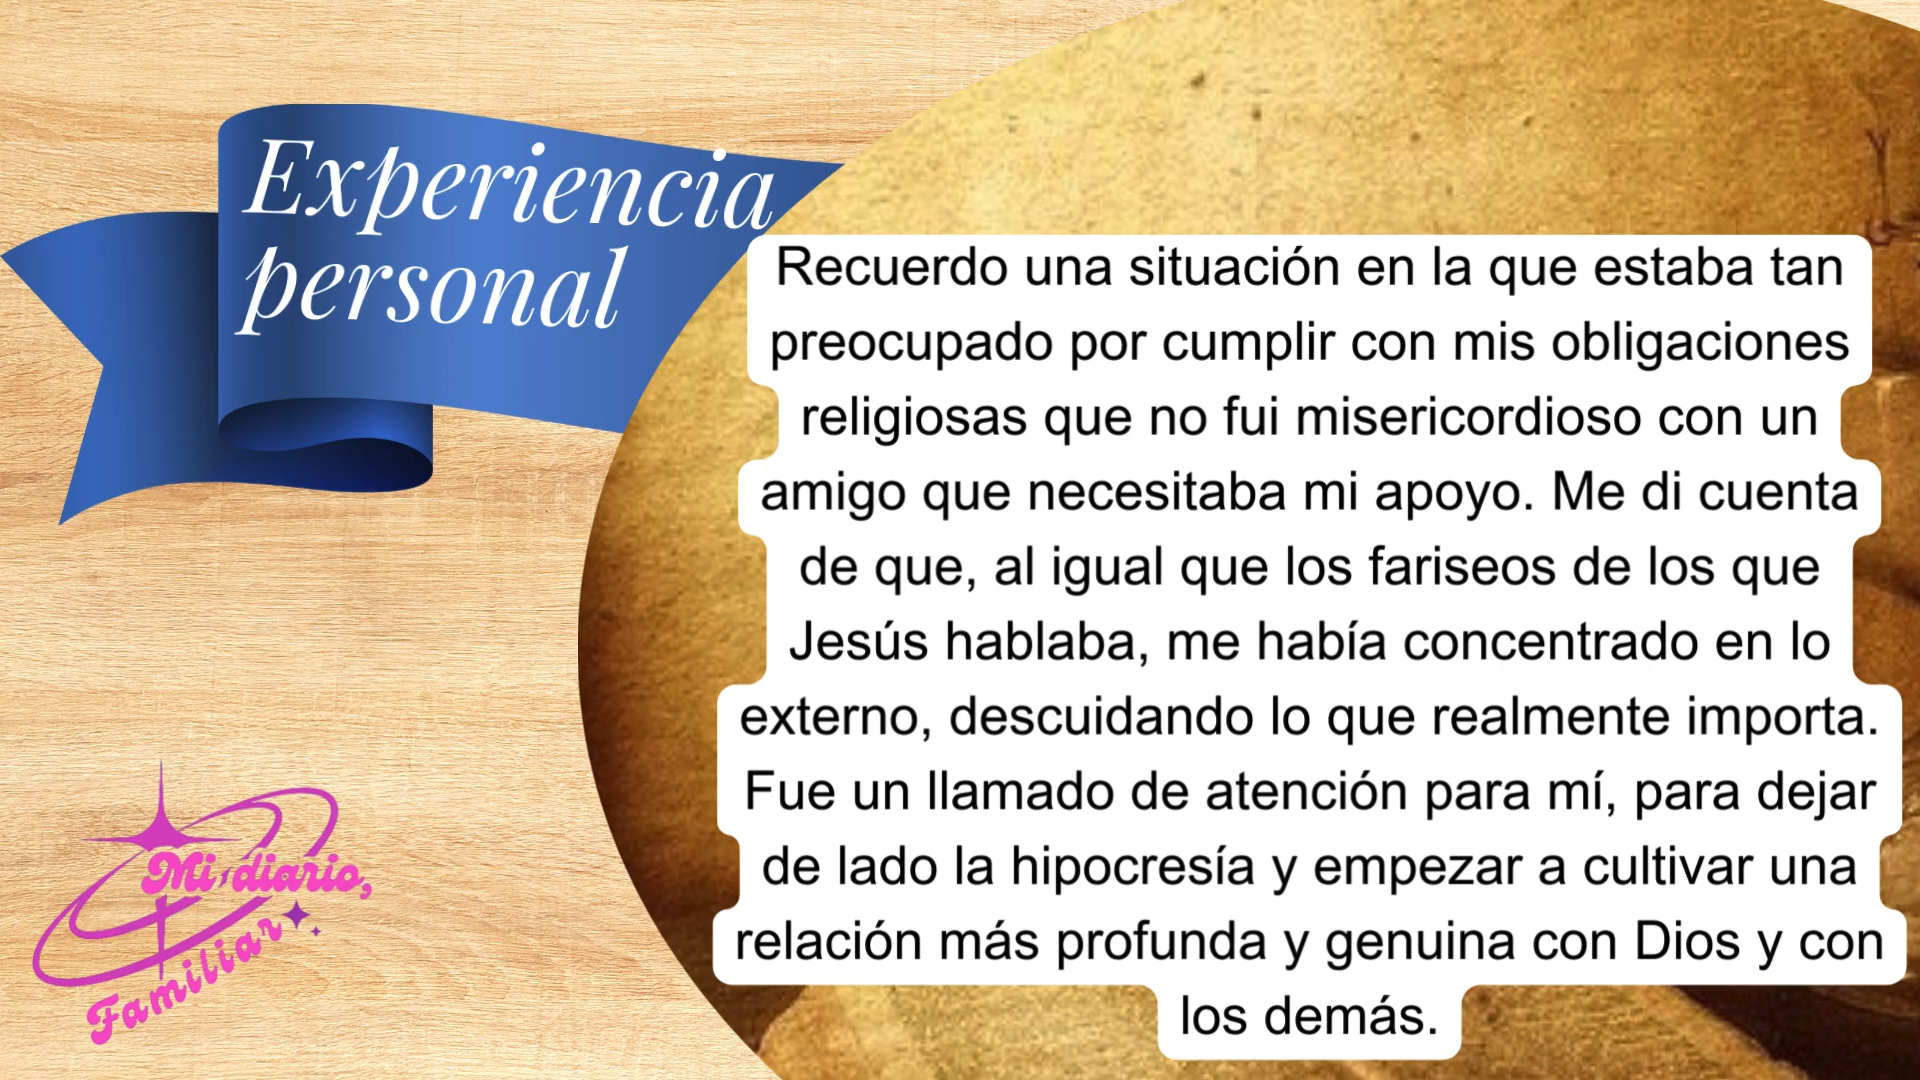 Experiencia
personal
Recuerdo una situación en la que estaba tan
preocupado por cumplir con mis obligaciones
religiosas que no fui misericordioso con un
amigo que necesitaba mi apoyo. Me di cuenta
de que, al igual que los fariseos de los que
Jesús hablaba, me había concentrado en lo
externo, descuidando lo que realmente importa.
Fue un llamado de atención para mí, para dejar
de lado la hipocresía y empezar a cultivar una
relación más profunda y genuina con Dios y con
los demás.
Mi diario,
Familiar